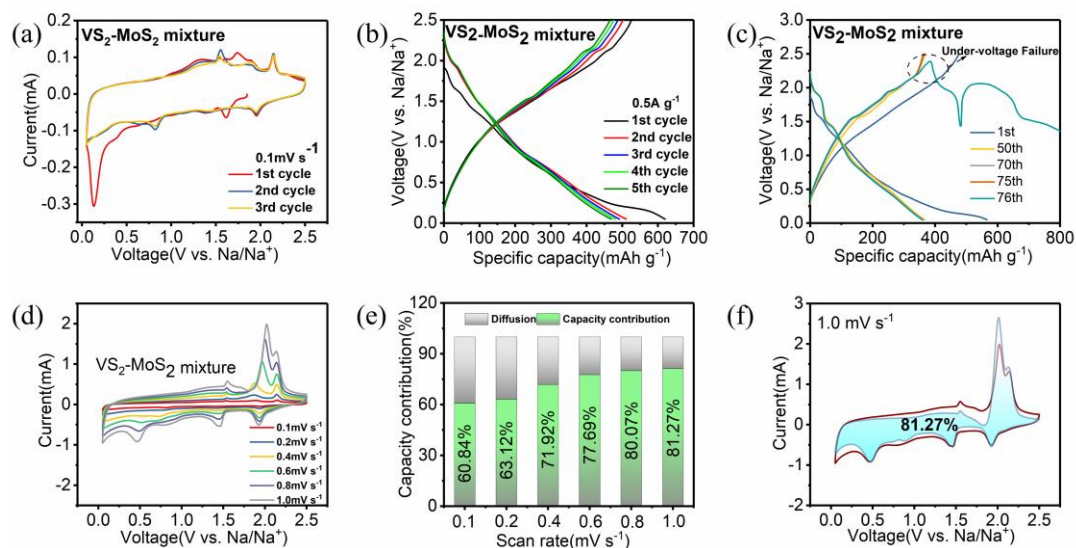 (a)
VS₂-MoS₂ mixture
0.2
0.1
0.0
-0.1
-0.2
-0.3
Current(mA)
0.1mV s⁻¹
1st cycle
2nd cycle
3rd cycle
0.0 0.5 1.0 1.5 2.0 2.5
Voltage(V vs. Na/Na⁺)
(b)
VS₂-MoS₂ mixture
2.5
2.0
1.5
1.0
0.5
0.0
Voltage(V vs. Na/Na⁺)
0.5A g⁻¹
1st cycle
2nd cycle
3rd cycle
4th cycle
5th cycle
0 100 200 300 400 500 600 700
Specific capacity(mAh g⁻¹)
(c)
VS₂-MoS₂ mixture
Under-voltage Failure
2.5
2.0
1.5
1.0
0.5
0.0
Voltage(V vs. Na/Na⁺)
1st
50th
70th
75th
76th
0 200 400 600 800
Specific capacity(mAh g⁻¹)
(d)
VS₂-MoS₂ mixture
2
1
0
-1
-2
Current(mA)
0.1mV s⁻¹
0.2mV s⁻¹
0.4mV s⁻¹
0.6mV s⁻¹
0.8mV s⁻¹
1.0mV s⁻¹
0.0 0.5 1.0 1.5 2.0 2.5
Voltage(V vs. Na/Na⁺)
(e)
Diffusion Capacity contribution
120
90
60
30
0
Capacity contribution(%)
60.84%
63.12%
71.92%
77.69%
80.07%
81.27%
0.1 0.2 0.4 0.6 0.8 1.0
Scan rate(mV s⁻¹)
(f)
1.0 mV s⁻¹
3
2
1
0
-1
-2
Current(mA)
81.27%
0.0 0.5 1.0 1.5 2.0 2.5
Voltage(V vs. Na/Na⁺)